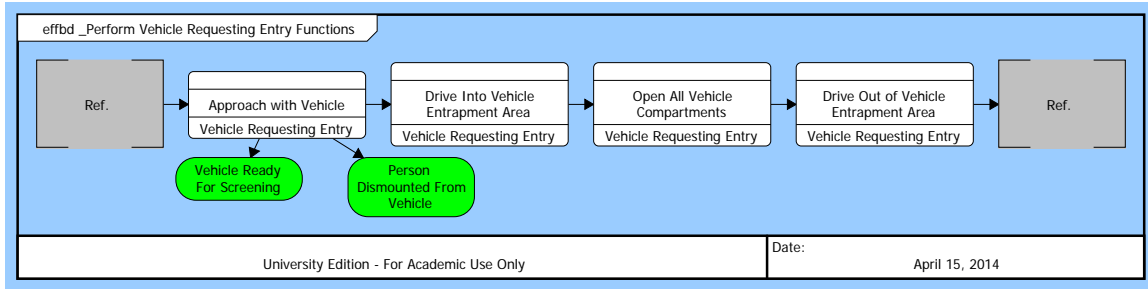 effbd _Perform Vehicle Requesting Entry Functions
Ref.
Approach with Vehicle
Vehicle Requesting Entry
Drive Into Vehicle
Entrapment Area
Vehicle Requesting Entry
Open All Vehicle
Compartments
Vehicle Requesting Entry
Drive Out of Vehicle
Entrapment Area
Vehicle Requesting Entry
Ref.
Vehicle Ready
For Screening
Person
Dismounted From
Vehicle
University Edition - For Academic Use Only
Date:
April 15, 2014